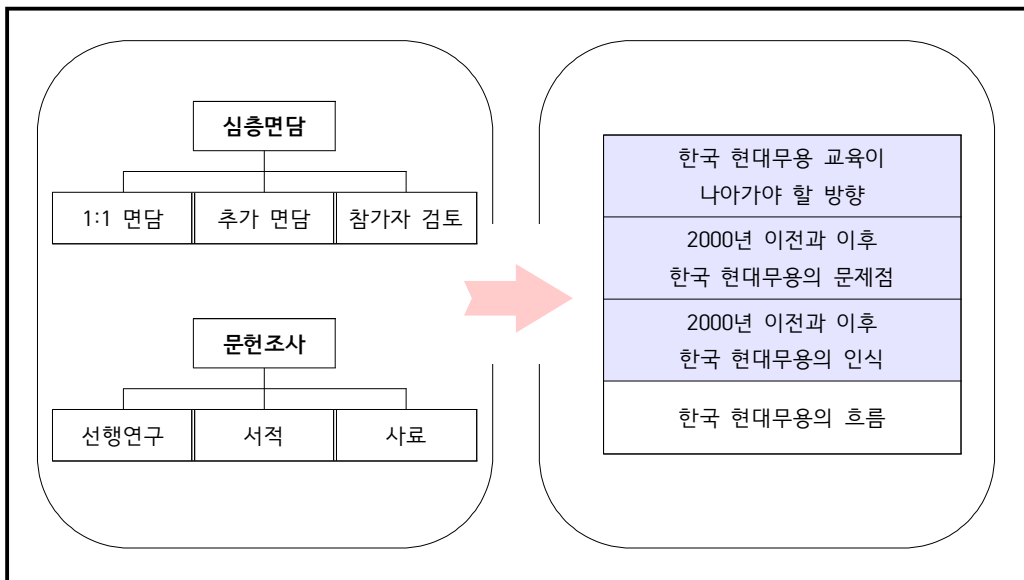 심층면담
1:1 면담
추가 면담
참가자 검토
문헌조사
선행연구
서적
사료
한국 현대무용 교육이
나아가야 할 방향
2000년 이전과 이후
한국 현대무용의 문제점
2000년 이전과 이후
한국 현대무용의 인식
한국 현대무용의 흐름